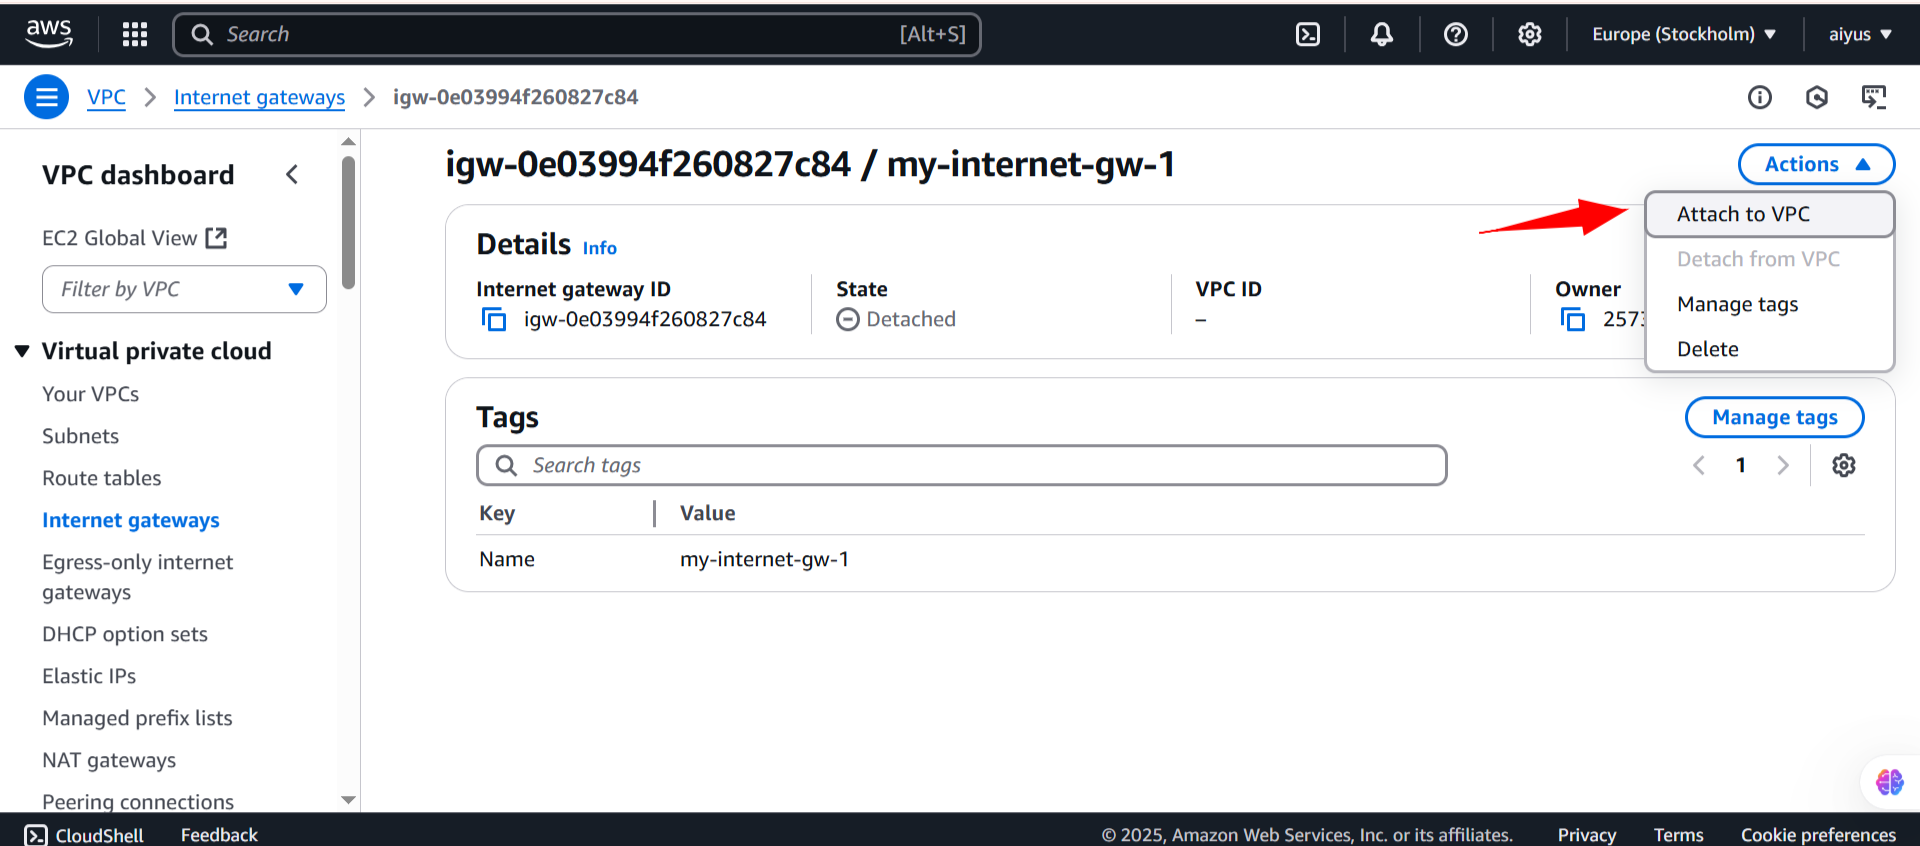 aws
Search [Alt+S]
Europe (Stockholm)
aiyus
VPC
Internet gateways
igw-0e03994f260827c84
VPC dashboard
EC2 Global View
Filter by VPC
Virtual private cloud
Your VPCs
Subnets
Route tables
Internet gateways
Egress-only internet
gateways
DHCP option sets
Elastic IPs
Managed prefix lists
NAT gateways
Peering connections
igw-0e03994f260827c84 / my-internet-gw-1
Actions
Attach to VPC
Detach from VPC
Manage tags
Delete
Details Info
Internet gateway ID
igw-0e03994f260827c84
State
Detached
VPC ID
–
Owner
2573
Tags
Manage tags
Search tags
1
Key Value
Name my-internet-gw-1
CloudShell
Feedback
© 2025, Amazon Web Services, Inc. or its affiliates.
Privacy
Terms
Cookie preferences